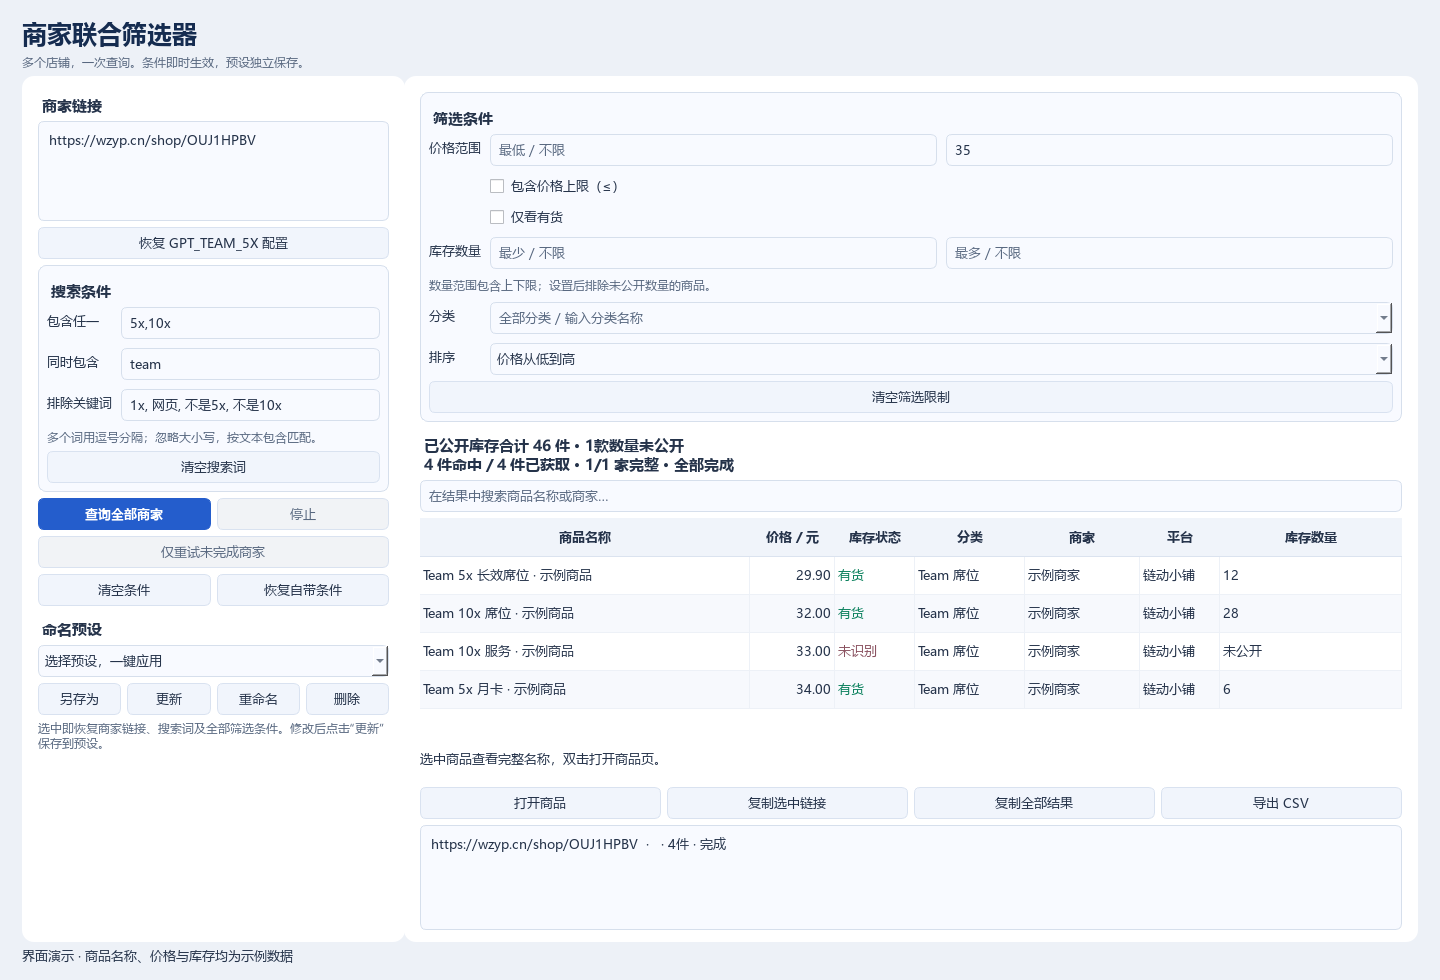 商家联合筛选器
多个店铺，一次查询。条件即时生效，预设独立保存。
商家链接
https://wzyp.cn/shop/OUJ1HPBV
恢复 GPT_TEAM_5X 配置
搜索条件
包含任一 5x,10x
同时包含 team
排除关键词 1x, 网页, 不是5x, 不是10x
多个词用逗号分隔；忽略大小写，按文本包含匹配。
清空搜索词
查询全部商家 停止
仅重试未完成商家
清空条件 恢复自带条件
命名预设
选择预设，一键应用
另存为 更新 重命名 删除
选中即恢复商家链接、搜索词及全部筛选条件。修改后点击“更新”
保存到预设。
筛选条件
价格范围 最低 / 不限 35
包含价格上限（≤）
仅看有货
库存数量 最少 / 不限 最多 / 不限
数量范围包含上下限；设置后排除未公开数量的商品。
分类 全部分类 / 输入分类名称
排序 价格从低到高
清空筛选限制
已公开库存合计 46 件 • 1款数量未公开
4 件命中 / 4 件已获取 • 1/1 家完整 • 全部完成
在结果中搜索商品名称或商家...
商品名称 价格 / 元 库存状态 分类 商家 平台 库存数量
Team 5x 长效席位 · 示例商品 29.90 有货 Team 席位 示例商家 链动小铺 12
Team 10x 席位 · 示例商品 32.00 有货 Team 席位 示例商家 链动小铺 28
Team 10x 服务 · 示例商品 33.00 未识别 Team 席位 示例商家 链动小铺 未公开
Team 5x 月卡 · 示例商品 34.00 有货 Team 席位 示例商家 链动小铺 6
选中商品查看完整名称，双击打开商品页。
打开商品 复制选中链接 复制全部结果 导出 CSV
https://wzyp.cn/shop/OUJ1HPBV · · 4件 · 完成
界面演示 · 商品名称、价格与库存均为示例数据